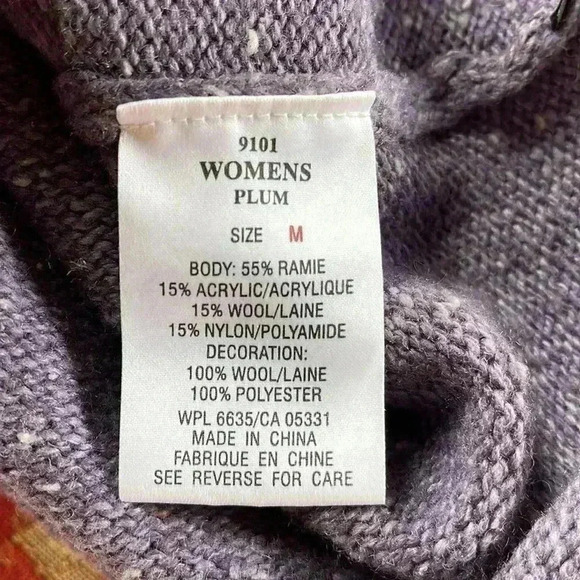 9101
WOMENS
PLUM
SIZE M
BODY: 55% RAMIE
15% ACRYLIC/ACRYLIQUE
15% WOOL/LAINE
15% NYLON/POLYAMIDE
DECORATION:
100% WOOL/LAINE
100% POLYESTER
WPL 6635/CA 05331
MADE IN CHINA
FABRIQUE EN CHINE
SEE REVERSE FOR CARE